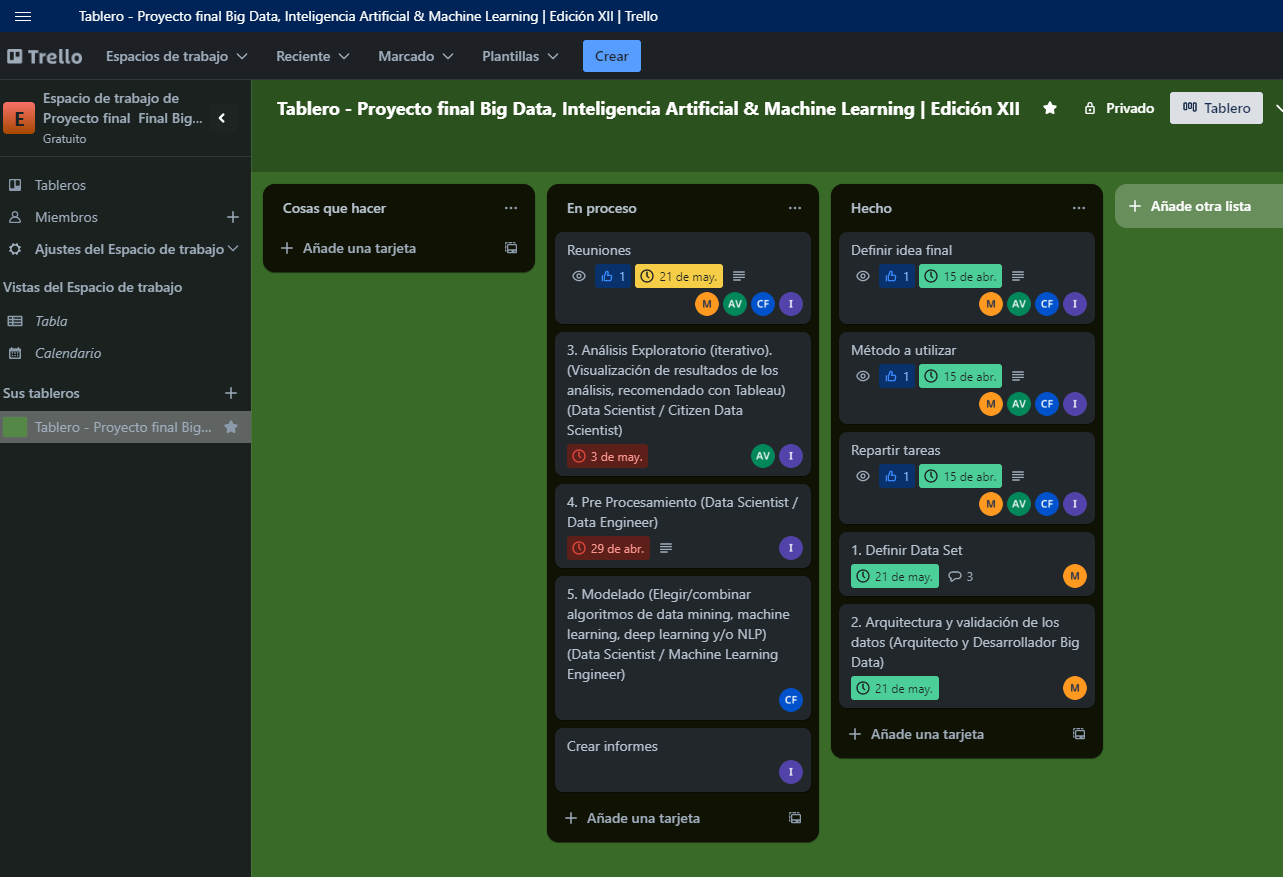 Tablero - Proyecto final Big Data, Inteligencia Artificial & Machine Learning | Edición XII | Trello
Trello
Espacios de trabajo
Reciente
Marcado
Plantillas
Crear
E
Espacio de trabajo de
Proyecto final Final Big...
Gratuito
Tableros
Miembros
Ajustes del Espacio de trabajo
Vistas del Espacio de trabajo
Tabla
Calendario
Sus tableros
Tablero - Proyecto final Big...
Tablero - Proyecto final Big Data, Inteligencia Artificial & Machine Learning | Edición XII
Privado
Tablero
Cosas que hacer
Añade una tarjeta
En proceso
Reuniones
1
21 de may.
M
AV
CF
I
3. Análisis Exploratorio (iterativo).
(Visualización de resultados de los
análisis, recomendado con Tableau)
(Data Scientist / Citizen Data
Scientist)
3 de may.
AV
I
4. Pre Procesamiento (Data Scientist /
Data Engineer)
29 de abr.
I
5. Modelado (Elegir/combinar
algoritmos de data mining, machine
learning, deep learning y/o NLP)
(Data Scientist / Machine Learning
Engineer)
CF
Crear informes
I
Añade una tarjeta
Hecho
Definir idea final
1
15 de abr.
M
AV
CF
I
Método a utilizar
1
15 de abr.
M
AV
CF
I
Repartir tareas
1
15 de abr.
M
AV
CF
I
1. Definir Data Set
21 de may.
3
M
2. Arquitectura y validación de los
datos (Arquitecto y Desarrollador Big
Data)
21 de may.
M
Añade una tarjeta
Añade otra lista